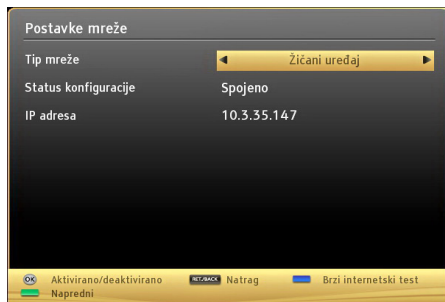 Postavke mreže
Tip mreže Žičani uređaj
Status konfiguracije Spojeno
IP adresa 10.3.35.147
OK Aktivirano/deaktivirano RET./BACK Natrag Brzi internetski test
Napredni